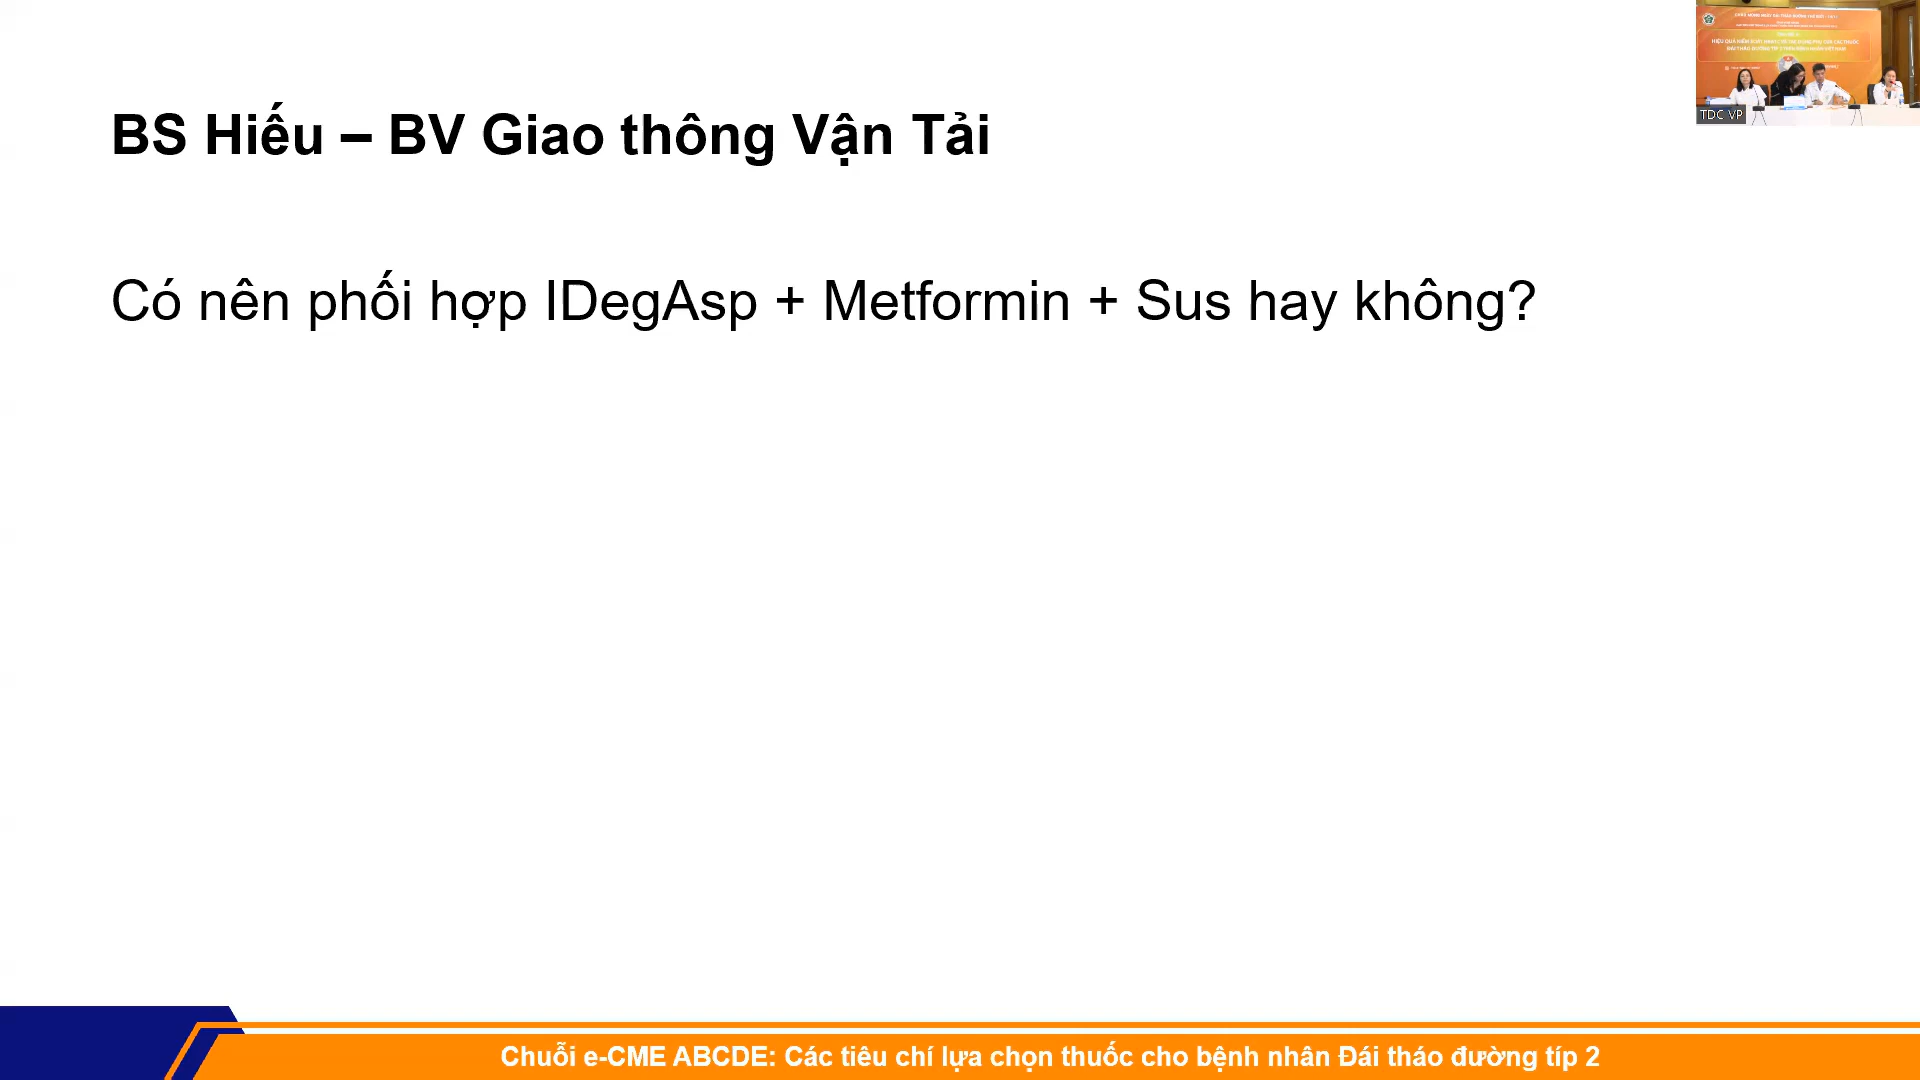 BS Hiếu – BV Giao thông Vận Tải
Có nên phối hợp IDegAsp + Metformin + Sus hay không?
TDC VP
Chuỗi e-CME ABCDE: Các tiêu chí lựa chọn thuốc cho bệnh nhân Đái tháo đường típ 2